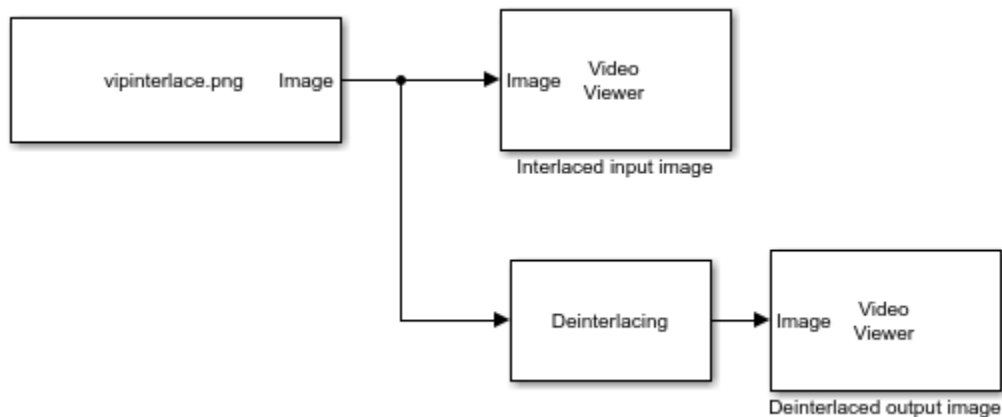 vipinterlace.png
Image
Image
Video
Viewer
Interlaced input image
Deinterlacing
Image
Video
Viewer
Deinterlaced output image